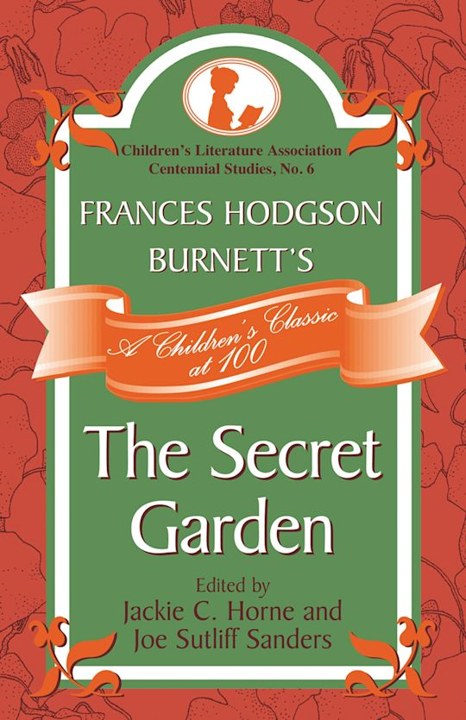 Children's Literature Association
Centennial Studies, No. 6
FRANCES HODGSON
BURNETT'S
A Children's Classic
at 100
The Secret
Garden
Edited by
Jackie C. Horne and
Joe Sutliff Sanders